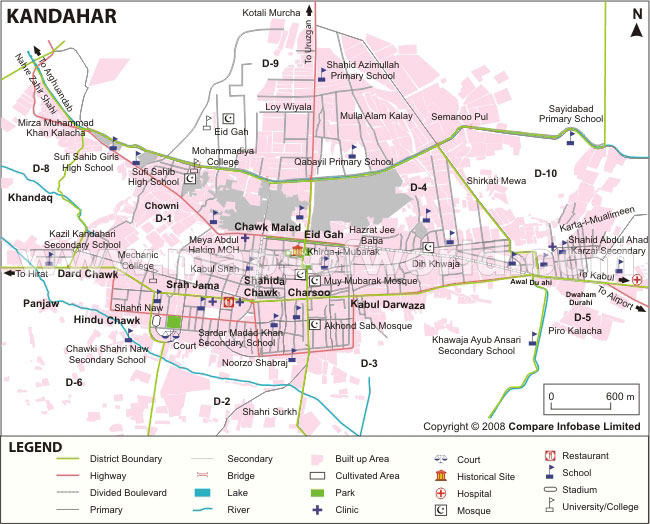 KANDAHAR
Kotali Murcha
N
To Uruzgan
D-9
To Arghuandab
Nahre Zahir Shahi
Shahid Azimullah
Primary School
Loy Wiyala
Mulla Alam Kalay
Semanoo Pul
Sayidabad
Primary School
Mirza Muhammad
Khan Kalacha
Eid Gah
Mohammadiya
College
Sufi Sahib Girls
High School
Qabayil Primary School
D-8
Sufi Sahib
High School
D-10
Shirkati Mewa
D-4
Khandaq
Chowni
D-1
Karta-i-Mualimeen
Kazil Kandahari
Secondary School
Chawk Malad
Eid Gah
Hazrat Jee
Baba
Meya Abdul
Hakim MCH
Khirqa-i-Mubarak
Shahid Abdul Ahad
Karzai Secondary
Mechanic
College
Kabul Shah
Dih Khwaja
To Hirat
Dard Chawk
To Kabul
Srah Jama
Shahida
Chawk
Muy Mubarak Mosque
Awal Du ahi
To Airport
Charsoo
Panjaw
Shahri Naw
Kabul Darwaza
Dwaham
Durahi
Hindu Chawk
D-5
Sardar Madad Khan
Secondary School
Akhond Sab Mosque
Piro Kalacha
Court
Chawki Shahri Naw
Secondary School
Khawaja Ayub Ansari
Secondary School
Noorzo Shabraj
D-3
D-6
D-2
Shahri Surkh
0 600 m
Copyright © 2008 Compare Infobase Limited
LEGEND
District Boundary
Highway
Divided Boulevard
Primary
Secondary
Bridge
Lake
River
Built up Area
Cultivated Area
Park
Clinic
Court
Historical Site
Hospital
Mosque
Restaurant
School
Stadium
University/College